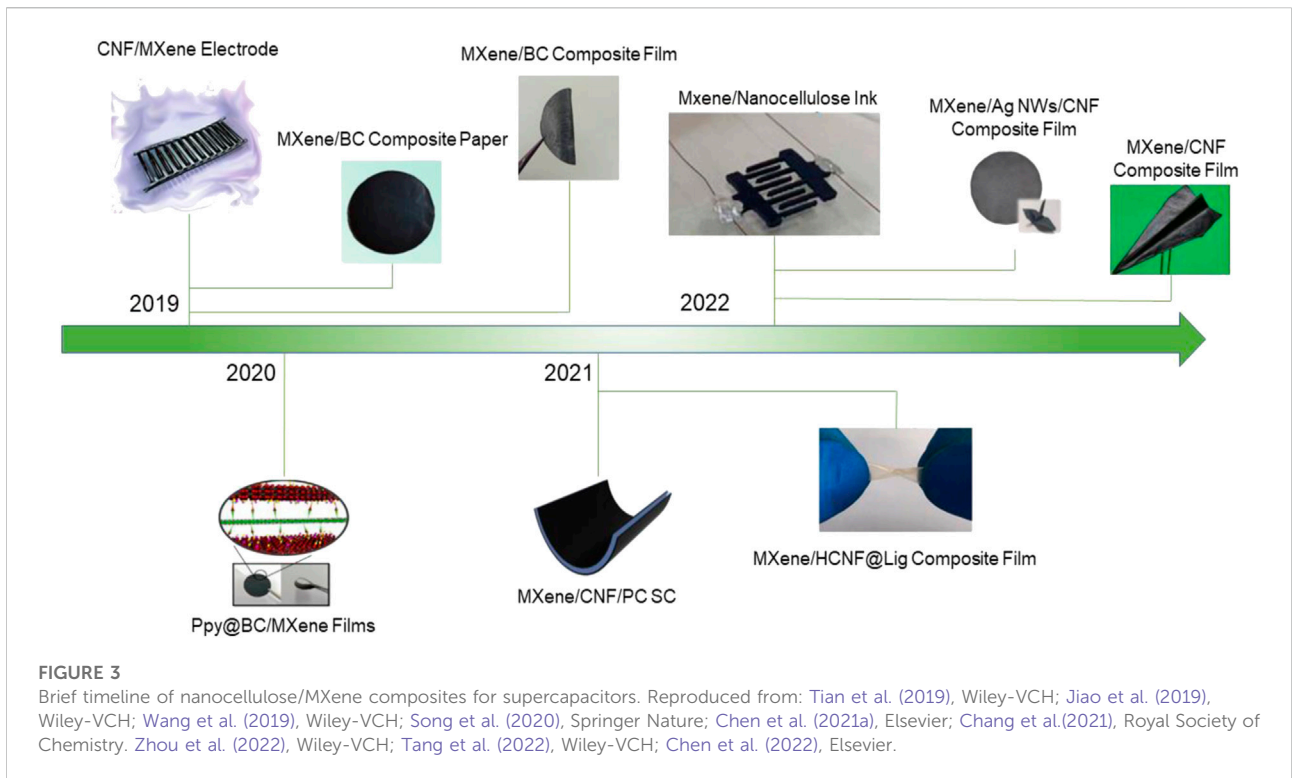 CNF/MXene Electrode
MXene/BC Composite Paper
MXene/BC Composite Film
Mxene/Nanocellulose Ink
MXene/Ag NWs/CNF
Composite Film
MXene/CNF
Composite Film
2019
2022
2020
2021
Ppy@BC/MXene Films
MXene/CNF/PC SC
MXene/HCNF@Lig Composite Film
FIGURE 3
Brief timeline of nanocellulose/MXene composites for supercapacitors. Reproduced from: Tian et al. (2019), Wiley-VCH; Jiao et al. (2019),
Wiley-VCH; Wang et al. (2019), Wiley-VCH; Song et al. (2020), Springer Nature; Chen et al. (2021a), Elsevier; Chang et al.(2021), Royal Society of
Chemistry. Zhou et al. (2022), Wiley-VCH; Tang et al. (2022), Wiley-VCH; Chen et al. (2022), Elsevier.